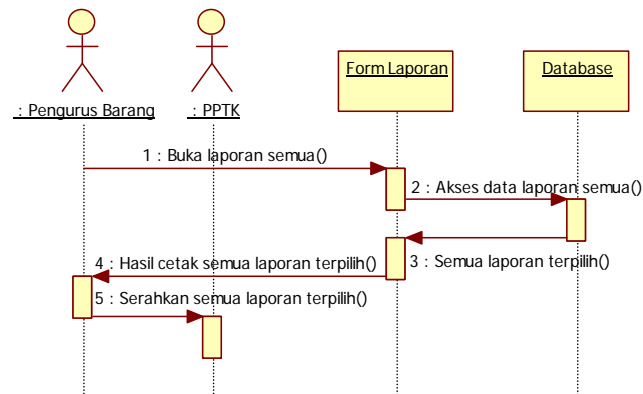 Form Laporan
Database
: Pengurus Barang
: PPTK
1 : Buka laporan semua()
2 : Akses data laporan semua()
3 : Semua laporan terpilih()
4 : Hasil cetak semua laporan terpilih()
5 : Serahkan semua laporan terpilih()